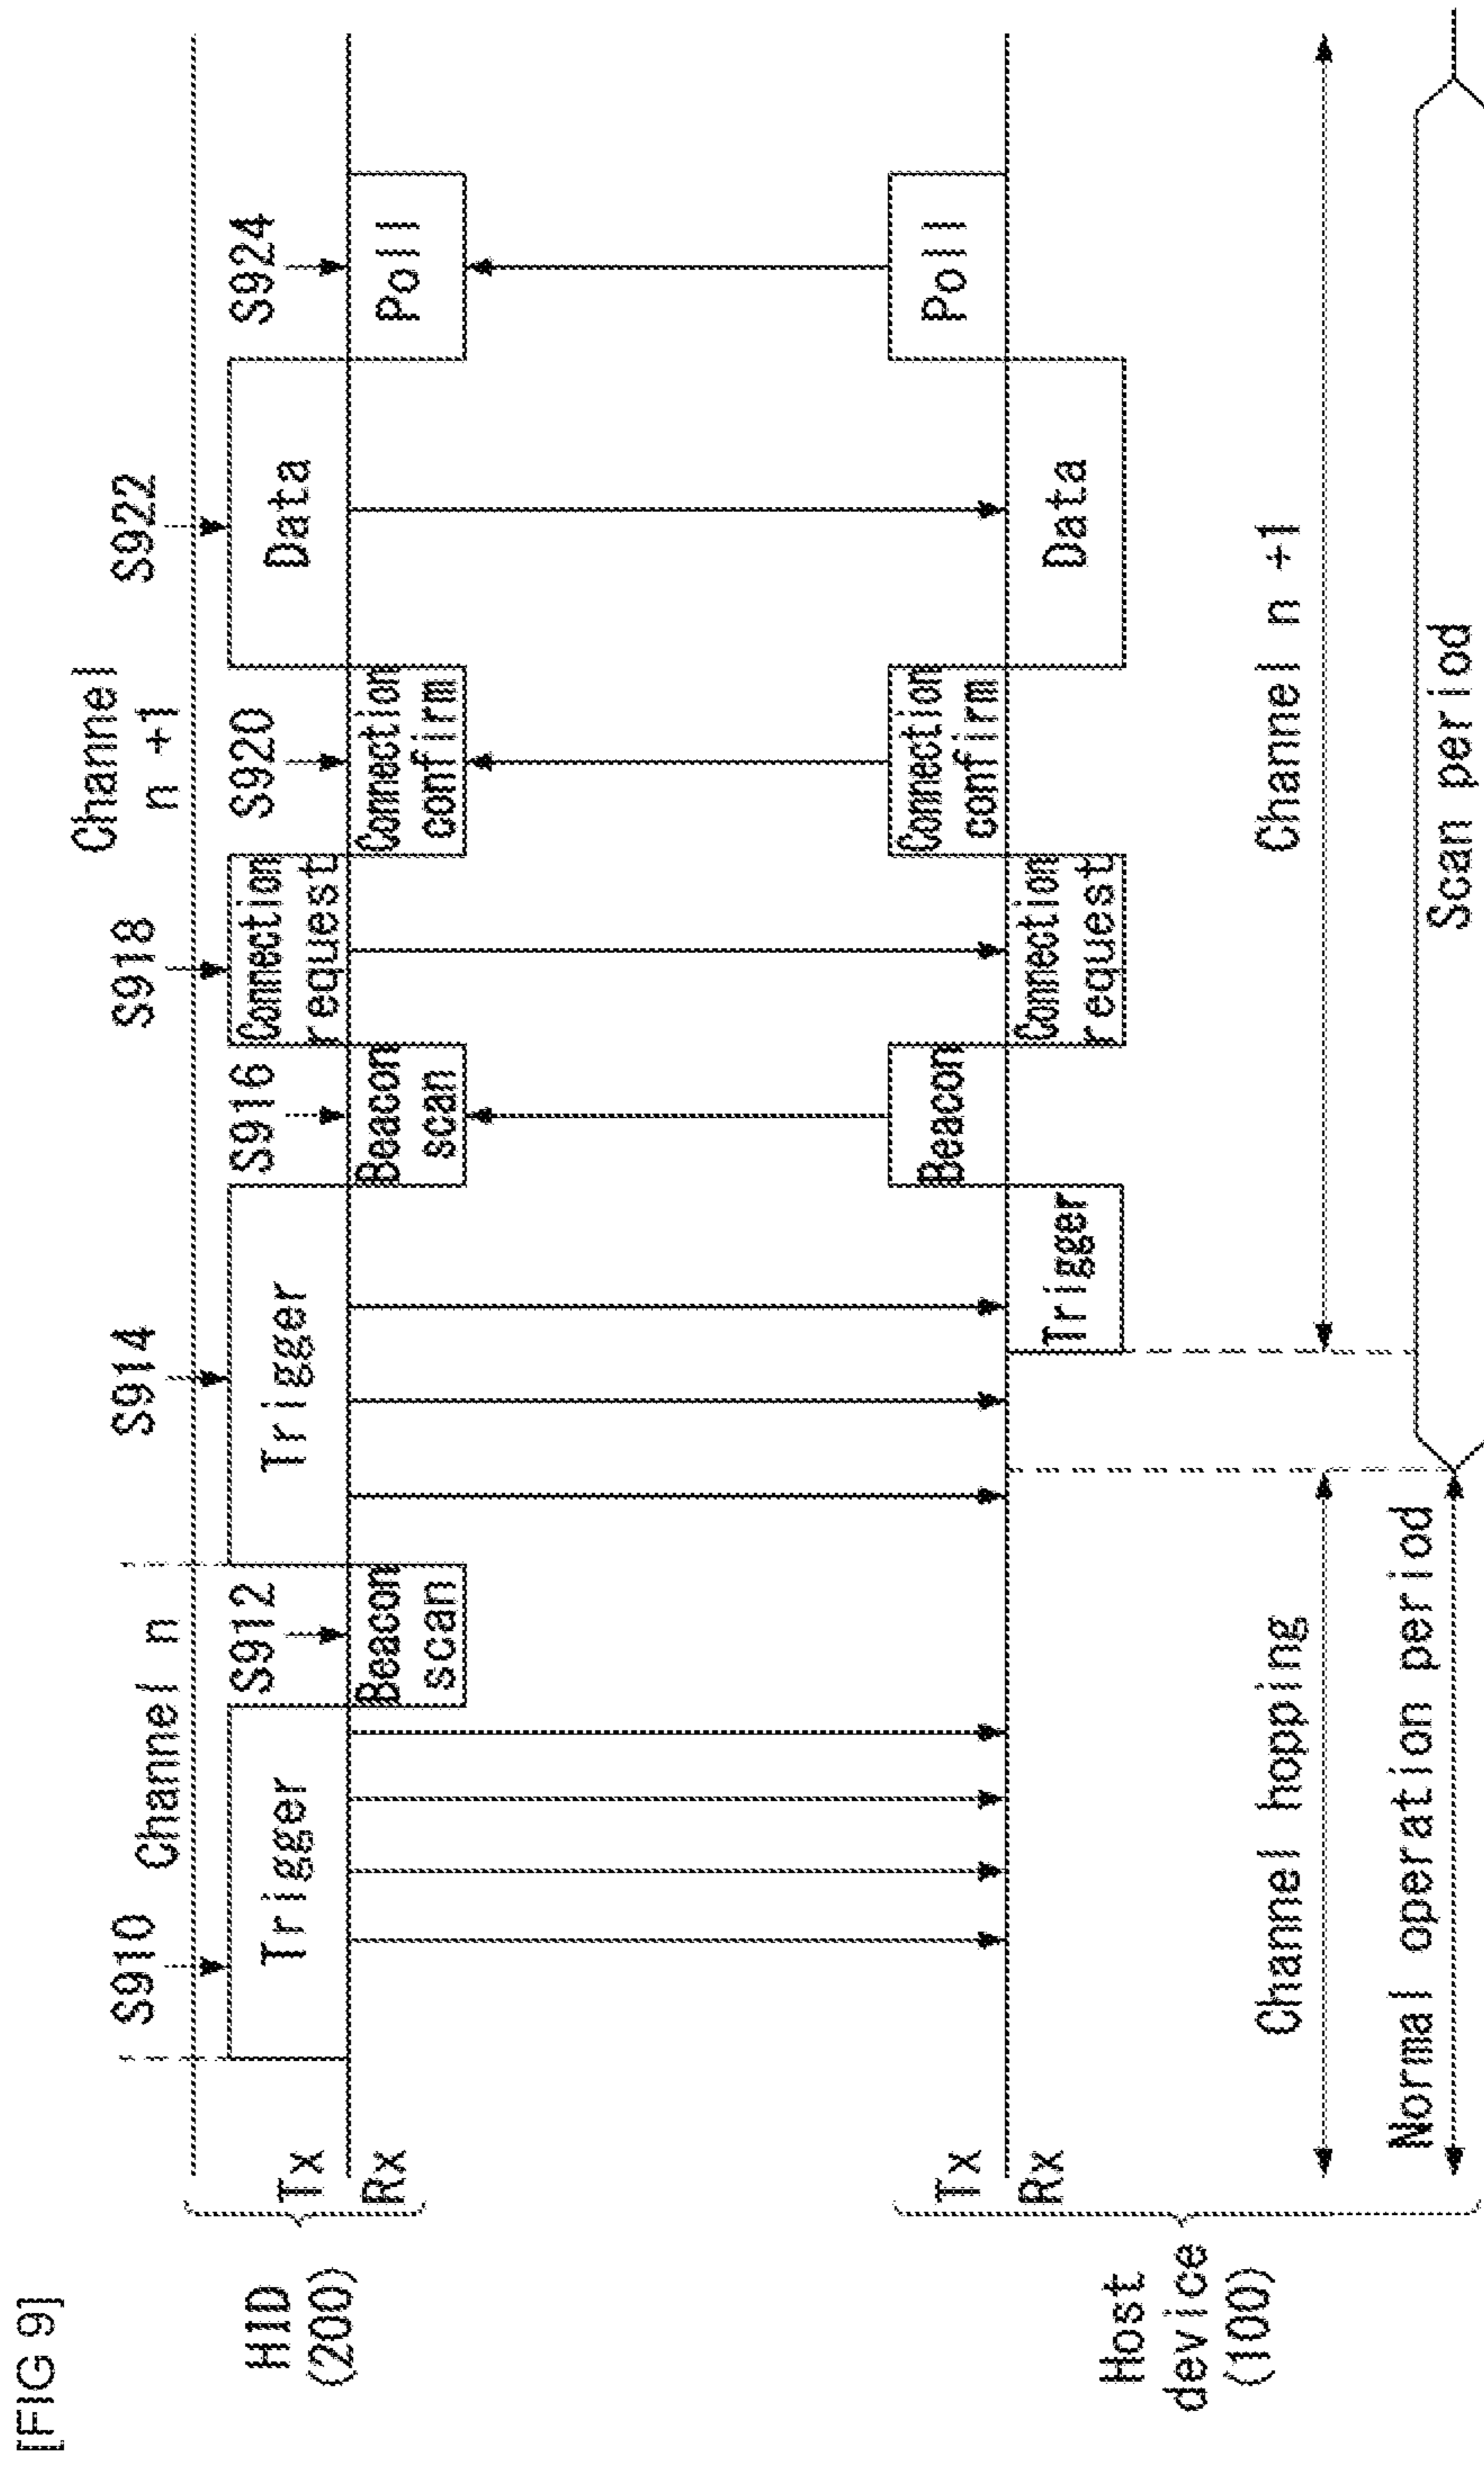 [FIG 9]
S910
Channel n
S912
S914
S916
S918
Channel
n +1
S920
S922
S924
HID
(200)
Tx
Rx
Trigger
Beacon
scan
Trigger
Beacon
scan
Connection
request
Connection
confirm
Data
Poll
Host
device
(100)
Tx
Rx
Trigger
Beacon
Connection
request
Connection
confirm
Data
Poll
Channel hopping
Channel n +1
Normal operation period
Scan period